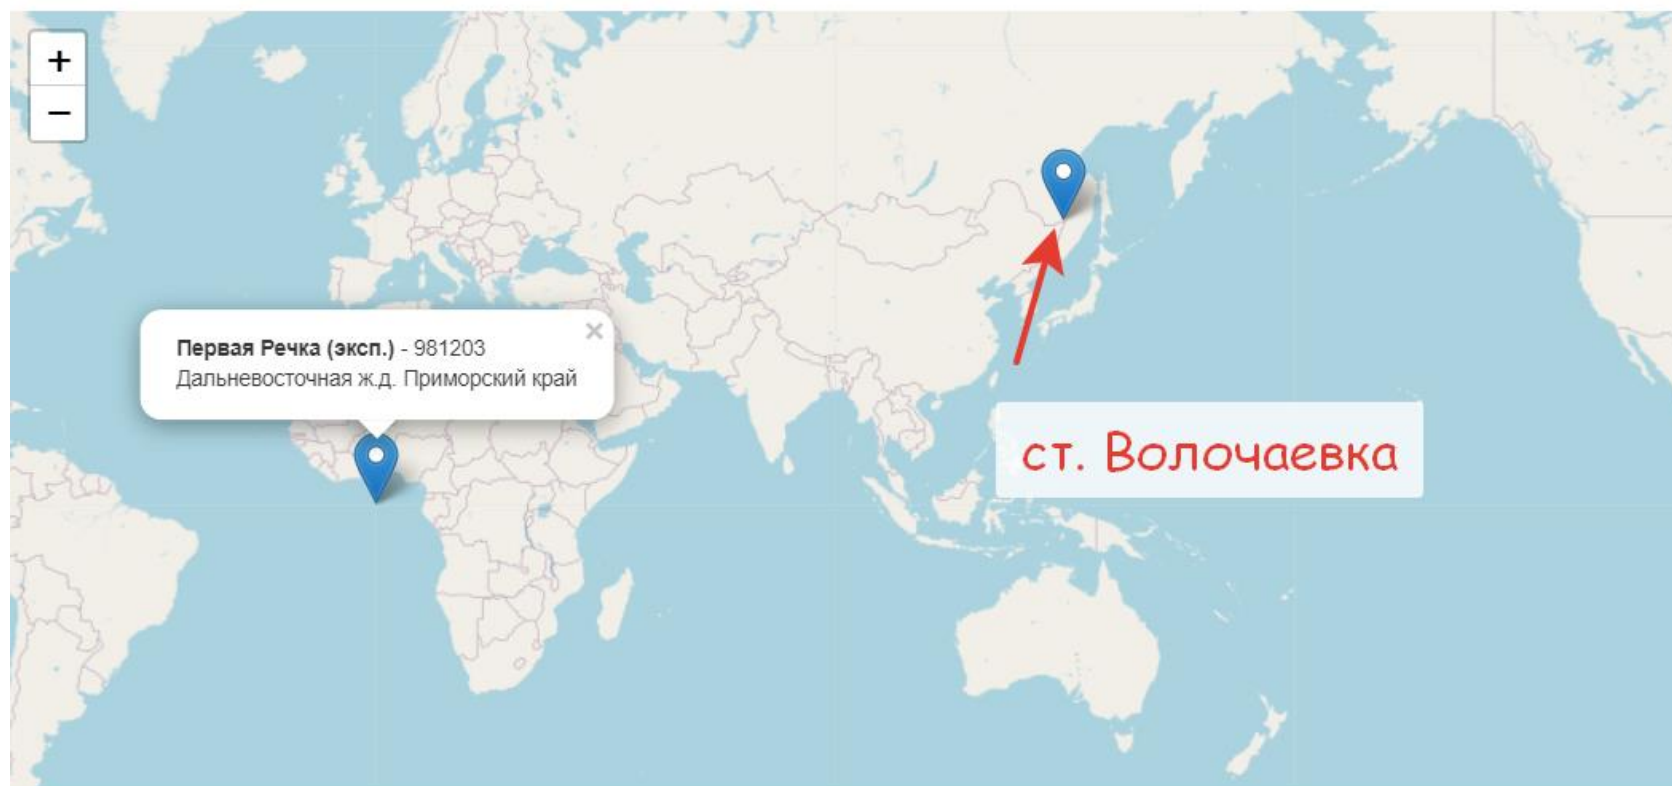 +
−
Первая Речка (эксп.) - 981203
×
Дальневосточная ж.д. Приморский край
ст. Волочаевка